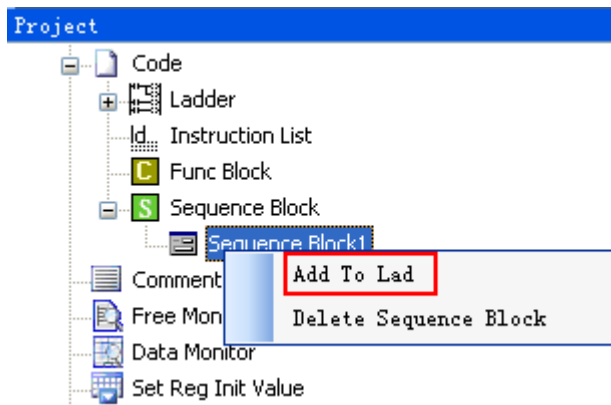 Project
Code
Ladder
Instruction List
C Func Block
S Sequence Block
Sequence Block1
Add To Lad
Comment
Free Mon
Delete Sequence Block
Data Monitor
Set Reg Init Value